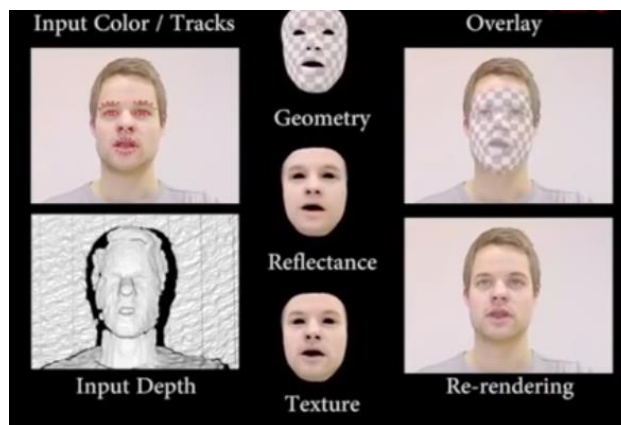 Input Color / Tracks
Overlay
Geometry
Reflectance
Input Depth
Re-rendering
Texture